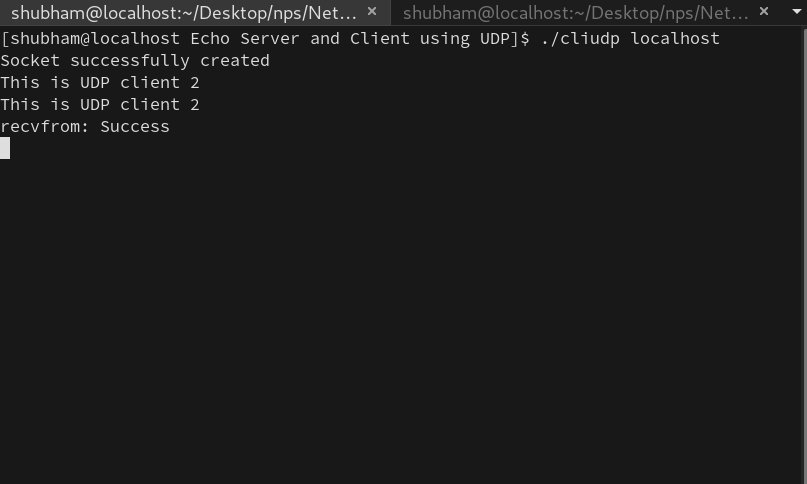 shubham@localhost:~/Desktop/nps/Net... ×
shubham@localhost:~/Desktop/nps/Net... ×
[shubham@localhost Echo Server and Client using UDP]$ ./cliudp localhost
Socket successfully created
This is UDP client 2
This is UDP client 2
recvfrom: Success